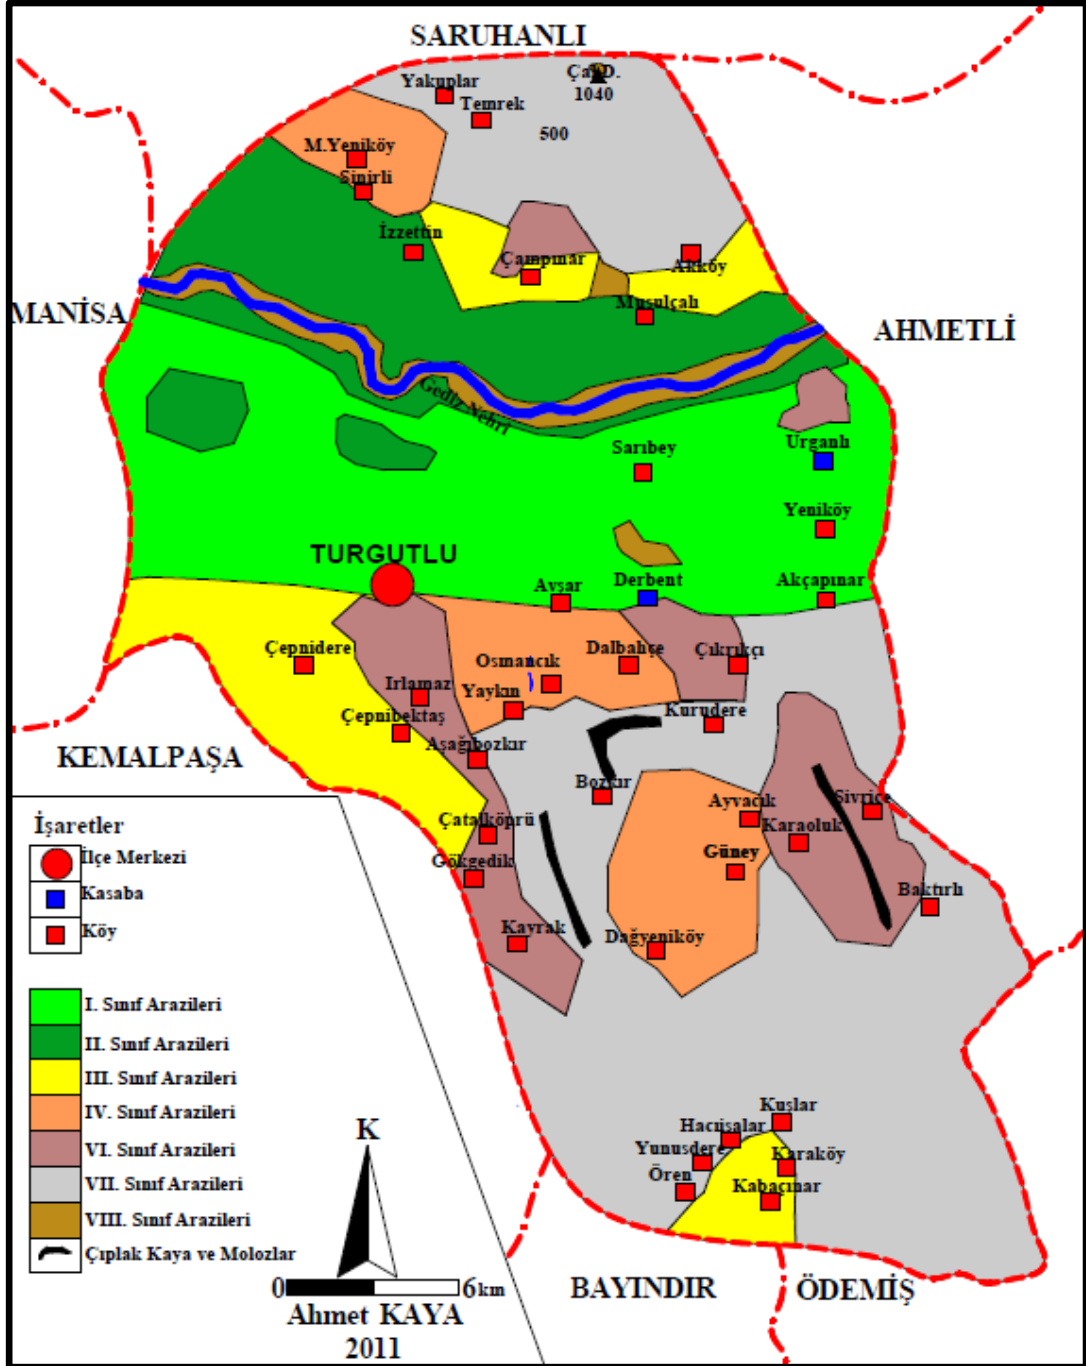 SARUHANLI
Çal D.
1040
Yakuplar
Temrek
500
M.Yeniköy
Sinirli
İzzettin
Çampınar
Akköy
Musulçalı
MANİSA
AHMETLİ
Gediz Nehri
Sarıbey
Urganlı
Yeniköy
TURGUTLU
Avşar
Derbent
Akçapınar
Çepnidere
Osmancık
Dalbahçe
Çıkrıkçı
Irlamaz
Yaykın
Kurudere
Çepnibektaş
Aşağıbozkır
KEMALPAŞA
Bozkır
Ayvacık
Sivrice
Çatalköprü
Karaoluk
Güney
Gökgedik
Baktırlı
Kayrak
Dağyeniköy
İşaretler
İlçe Merkezi
Kasaba
Köy
I. Sınıf Arazileri
II. Sınıf Arazileri
III. Sınıf Arazileri
IV. Sınıf Arazileri
VI. Sınıf Arazileri
VII. Sınıf Arazileri
VIII. Sınıf Arazileri
Çıplak Kaya ve Molozlar
K
0 6km
Ahmet KAYA
2011
Kuşlar
Hacıisalar
Yunusdere
Karaköy
Ören
Kabaçınar
BAYINDIR
ÖDEMİŞ